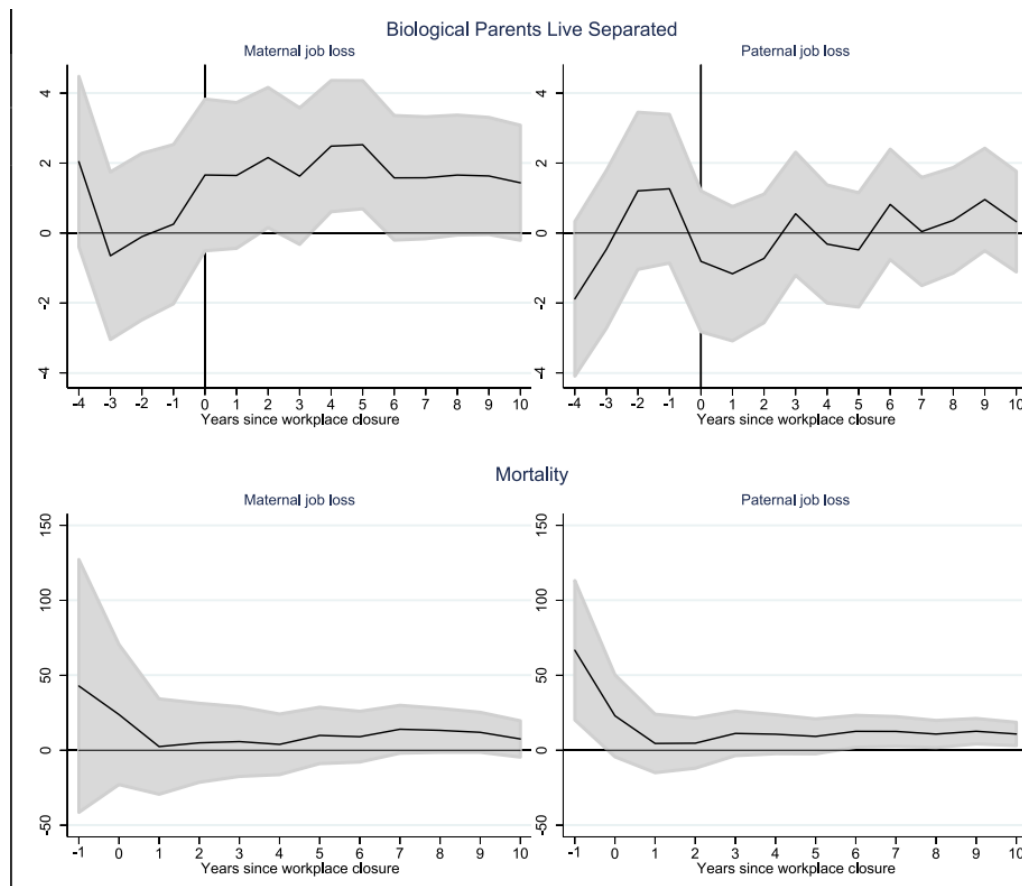 Biological Parents Live Separated
Maternal job loss
Paternal job loss
4
2
0
-2
-4
-4 -3 -2 -1 0 1 2 3 4 5 6 7 8 9 10
Years since workplace closure
4
2
0
-2
-4
-4 -3 -2 -1 0 1 2 3 4 5 6 7 8 9 10
Years since workplace closure
Mortality
Maternal job loss
Paternal job loss
150
100
50
0
-50
-1 0 1 2 3 4 5 6 7 8 9 10
Years since workplace closure
150
100
50
0
-50
-1 0 1 2 3 4 5 6 7 8 9 10
Years since workplace closure